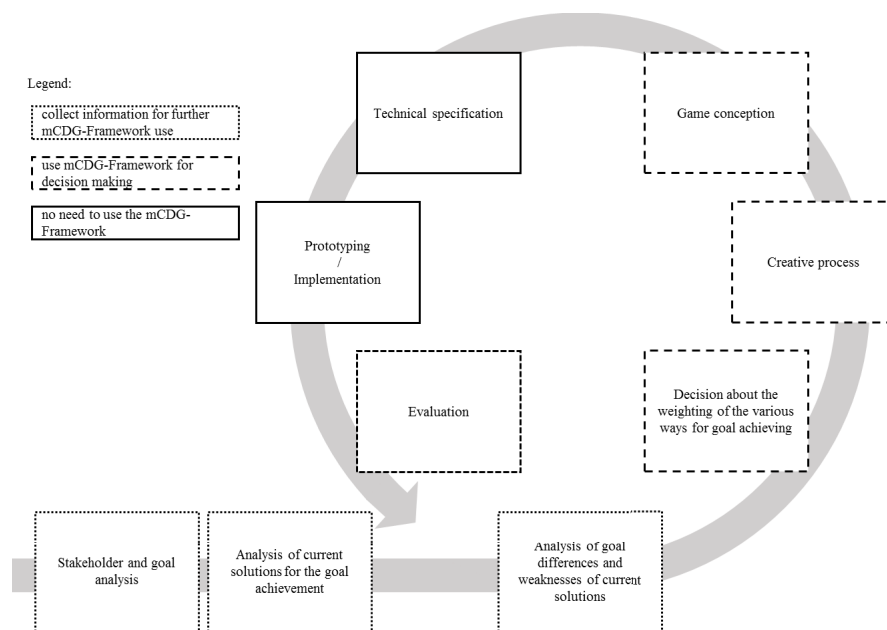 Legend:
collect information for further
mCDG-Framework use
use mCDG-Framework for
decision making
no need to use the mCDG-
Framework
Technical specification
Game conception
Prototyping
/
Implementation
Creative process
Evaluation
Decision about the
weighting of the various
ways for goal achieving
Stakeholder and goal
analysis
Analysis of current
solutions for the goal
achievement
Analysis of goal
differences and
weaknesses of current
solutions